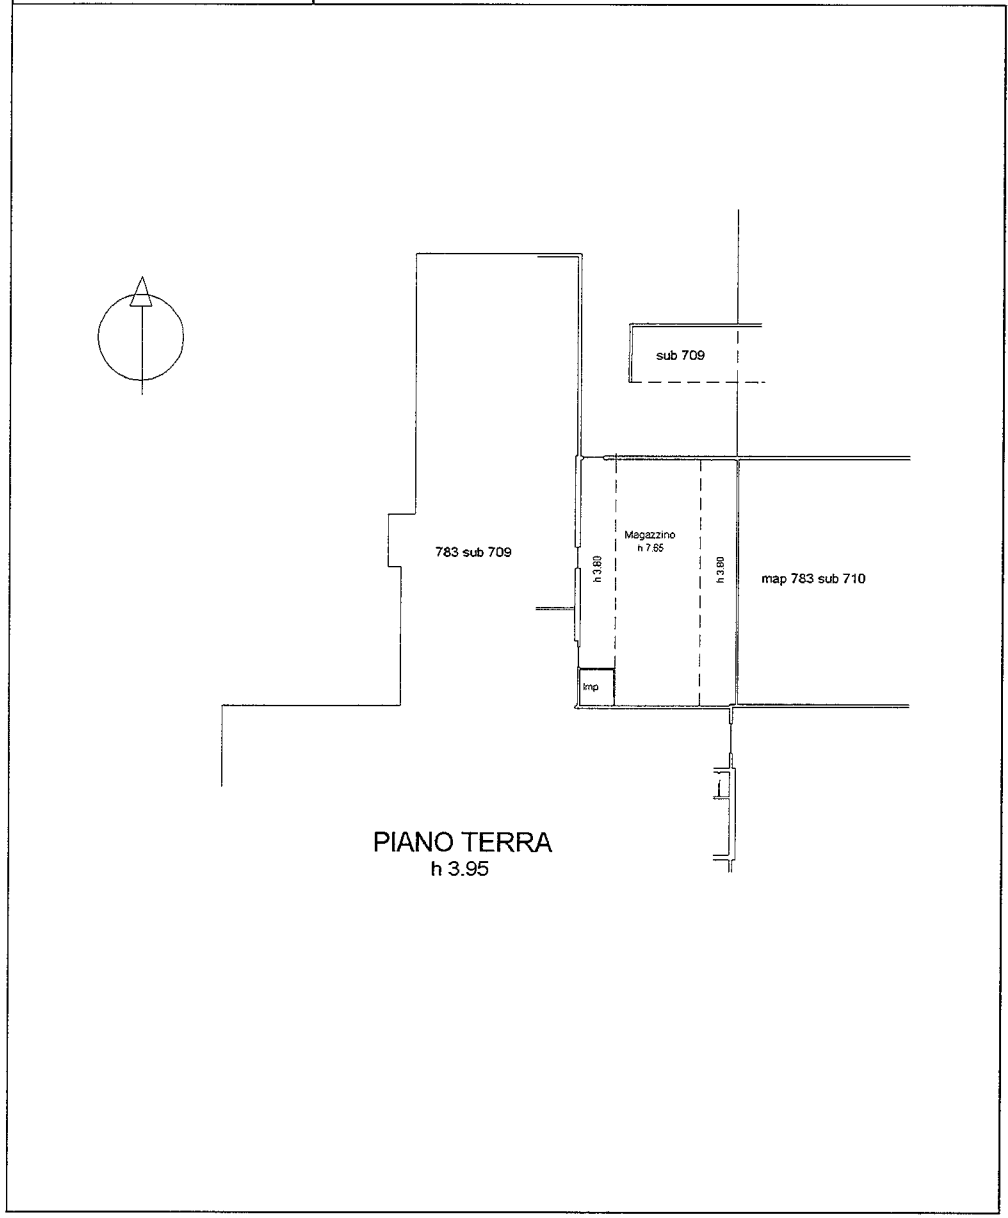 sub 709
Magazzino
h 7.65
783 sub 709
h 3.80
h 3.80
map 783 sub 710
Imp
PIANO TERRA
h 3.95